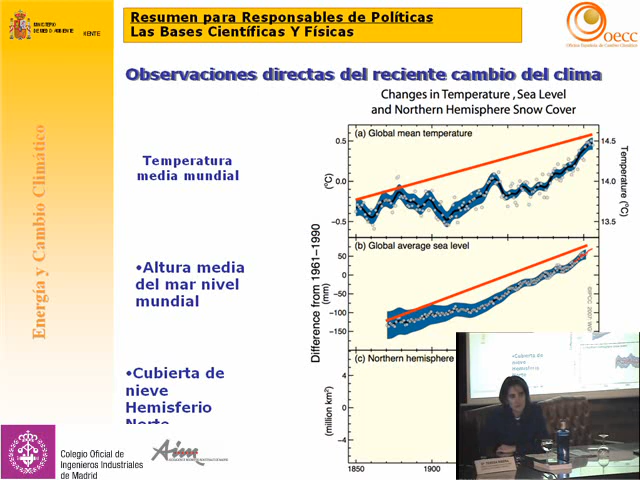 MINISTERIO
DE MEDIO AMBIENTE
Resumen para Responsables de Políticas
Las Bases Científicas Y Físicas
oecc
Oficina Española de Cambio Climático
Observaciones directas del reciente cambio del clima
Energía y Cambio Climático
Changes in Temperature, Sea Level
and Northern Hemisphere Snow Cover
Temperatura
media mundial
•Altura media
del mar nivel
mundial
•Cubierta de
nieve
Hemisferio
Norte
Difference from 1961–1990
(a) Global mean temperature
(°C)
0.5
0.0
−0.5
14.5
14.0
13.5
Temperature (°C)
(b) Global average sea level
(mm)
50
0
−50
−100
−150
(c) Northern hemisphere
(million km²)
4
0
−4
1850
1900
•Cubierta de
nieve
Hemisferio
Norte
Colegio Oficial de
Ingenieros Industriales
de Madrid
Aim